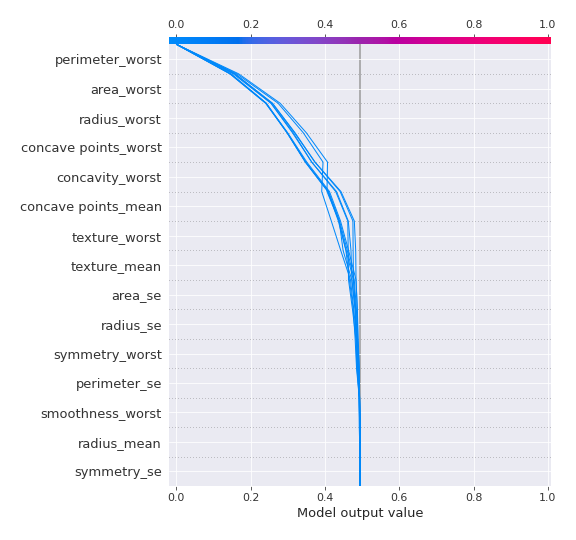 0.0 0.2 0.4 0.6 0.8 1.0
perimeter_worst
area_worst
radius_worst
concave points_worst
concavity_worst
concave points_mean
texture_worst
texture_mean
area_se
radius_se
symmetry_worst
perimeter_se
smoothness_worst
radius_mean
symmetry_se
0.0 0.2 0.4 0.6 0.8 1.0
Model output value